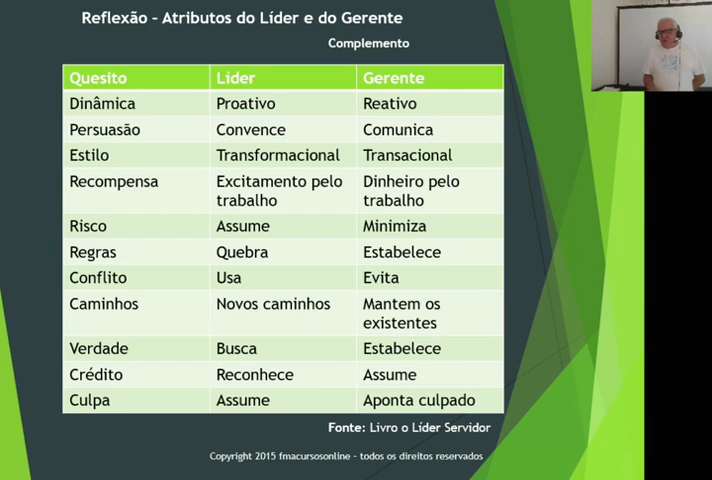 Reflexão - Atributos do Líder e do Gerente
Complemento
Quesito Líder Gerente
Dinâmica Proativo Reativo
Persuasão Convence Comunica
Estilo Transformacional Transacional
Recompensa Excitamento pelo trabalho Dinheiro pelo trabalho
Risco Assume Minimiza
Regras Quebra Estabelece
Conflito Usa Evita
Caminhos Novos caminhos Mantem os existentes
Verdade Busca Estabelece
Crédito Reconhece Assume
Culpa Assume Aponta culpado
Fonte: Livro o Líder Servidor
Copyright 2015 fmacursosonline - todos os direitos reservados